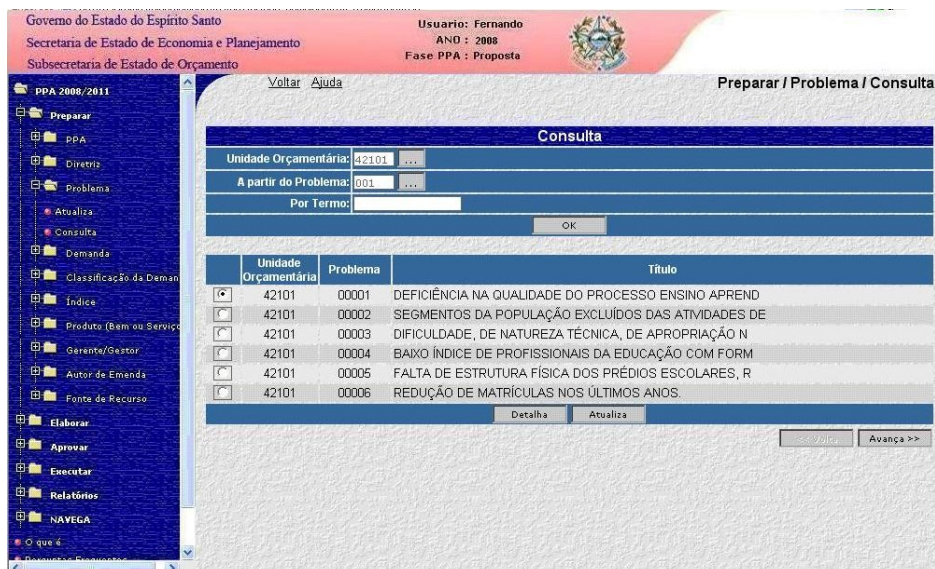 Governo do Estado do Espírito Santo
Secretaria de Estado de Economia e Planejamento
Subsecretaria de Estado de Orçamento
Usuario: Fernando
ANO : 2008
Fase PPA : Proposta
Voltar Ajuda
Preparar / Problema / Consulta
PPA 2008/2011
Preparar
PPA
Diretriz
Problema
Atualiza
Consulta
Demanda
Classificação da Deman
Índice
Produto (Bem ou Serviço
Gerente/Gestor
Autor de Emenda
Fonte de Recurso
Elaborar
Aprovar
Executar
Relatórios
NAVEGA
O que é
Perguntas Frequentes
Consulta
Unidade Orçamentária: 42101 ...
A partir do Problema: 001 ...
Por Termo:
OK
Unidade Orçamentária Problema Título
42101 00001 DEFICIÊNCIA NA QUALIDADE DO PROCESSO ENSINO APREND
42101 00002 SEGMENTOS DA POPULAÇÃO EXCLUÍDOS DAS ATIVIDADES DE
42101 00003 DIFICULDADE, DE NATUREZA TÉCNICA, DE APROPRIAÇÃO N
42101 00004 BAIXO ÍNDICE DE PROFISSIONAIS DA EDUCAÇÃO COM FORM
42101 00005 FALTA DE ESTRUTURA FÍSICA DOS PRÉDIOS ESCOLARES, R
42101 00006 REDUÇÃO DE MATRÍCULAS NOS ÚLTIMOS ANOS.
Detalha Atualiza
<< Volta Avança >>